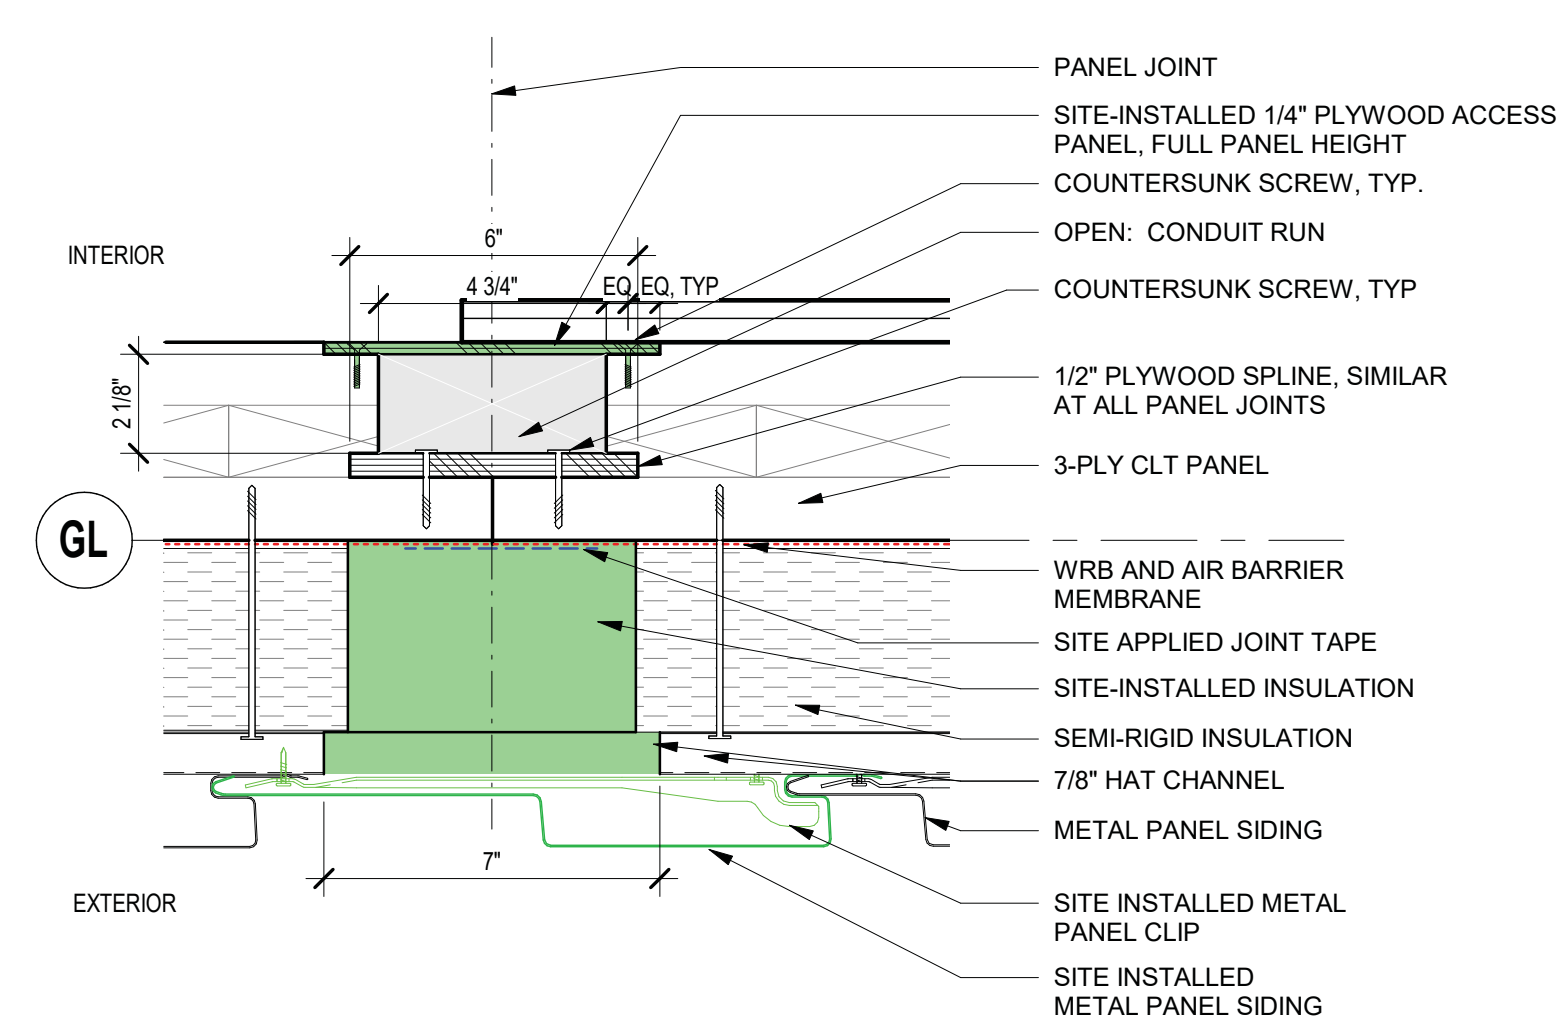 PANEL JOINT
SITE-INSTALLED 1/4" PLYWOOD ACCESS
PANEL, FULL PANEL HEIGHT
COUNTERSUNK SCREW, TYP.
OPEN: CONDUIT RUN
COUNTERSUNK SCREW, TYP
1/2" PLYWOOD SPLINE, SIMILAR
AT ALL PANEL JOINTS
3-PLY CLT PANEL
WRB AND AIR BARRIER
MEMBRANE
SITE APPLIED JOINT TAPE
SITE-INSTALLED INSULATION
SEMI-RIGID INSULATION
7/8" HAT CHANNEL
METAL PANEL SIDING
SITE INSTALLED METAL
PANEL CLIP
SITE INSTALLED
METAL PANEL SIDING
INTERIOR
6"
4 3/4"
EQ
EQ, TYP
2 1/8"
GL
7"
EXTERIOR